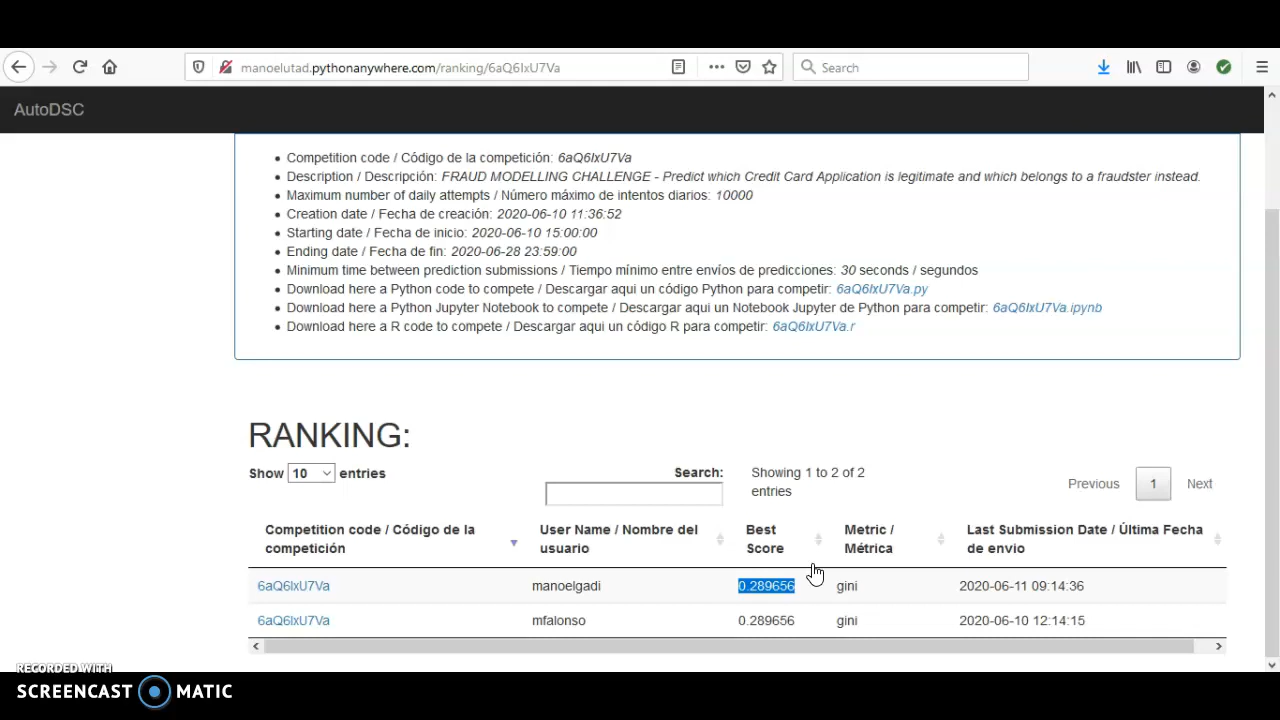 manoelutad.pythonanywhere.com/ranking/6aQ6IxU7Va
Search
AutoDSC
Competition code / Código de la competición: 6aQ6IxU7Va
Description / Descripción: FRAUD MODELLING CHALLENGE - Predict which Credit Card Application is legitimate and which belongs to a fraudster instead.
Maximum number of daily attempts / Número máximo de intentos diarios: 10000
Creation date / Fecha de creación: 2020-06-10 11:36:52
Starting date / Fecha de inicio: 2020-06-10 15:00:00
Ending date / Fecha de fin: 2020-06-28 23:59:00
Minimum time between prediction submissions / Tiempo mínimo entre envíos de predicciones: 30 seconds / segundos
Download here a Python code to compete / Descargar aqui un código Python para competir: 6aQ6IxU7Va.py
Download here a Python Jupyter Notebook to compete / Descargar aqui un Notebook Jupyter de Python para competir: 6aQ6IxU7Va.ipynb
Download here a R code to compete / Descargar aqui un código R para competir: 6aQ6IxU7Va.r
RANKING:
Show 10 entries
Search:
Showing 1 to 2 of 2
entries
Previous 1 Next
Competition code / Código de la
competición
User Name / Nombre del
usuario
Best
Score
Metric /
Métrica
Last Submission Date / Última Fecha
de envio
6aQ6IxU7Va manoelgadi 0.289656 gini 2020-06-11 09:14:36
6aQ6IxU7Va mfalonso 0.289656 gini 2020-06-10 12:14:15
RECORDED WITH
SCREENCAST MATIC